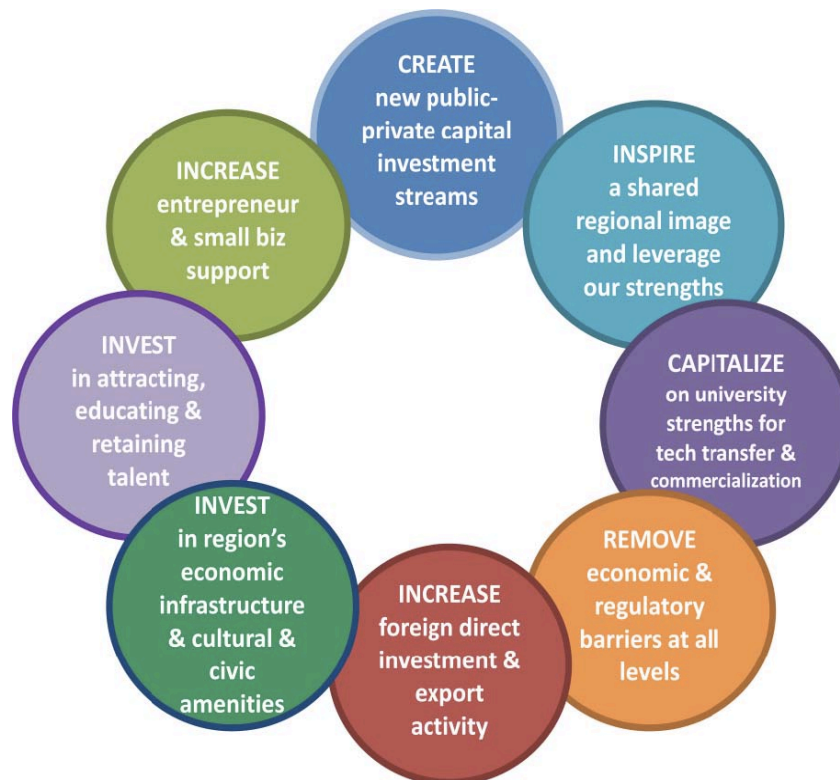 CREATE
new public-
private capital
investment
streams
INSPIRE
a shared
regional image
and leverage
our strengths
CAPITALIZE
on university
strengths for
tech transfer &
commercialization
REMOVE
economic &
regulatory
barriers at all
levels
INCREASE
foreign direct
investment &
export
activity
INVEST
in region’s
economic
infrastructure
& cultural &
civic
amenities
INVEST
in attracting,
educating &
retaining
talent
INCREASE
entrepreneur
& small biz
support